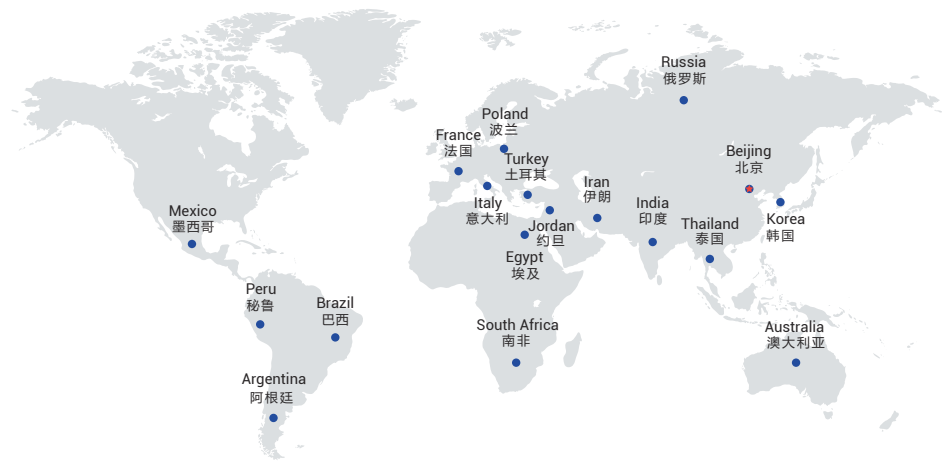 Russia
俄罗斯
Poland
波兰
France
法国
Turkey
土耳其
Beijing
北京
Iran
伊朗
Italy
意大利
India
印度
Mexico
墨西哥
Jordan
约旦
Thailand
泰国
Korea
韩国
Egypt
埃及
Peru
秘鲁
Brazil
巴西
South Africa
南非
Australia
澳大利亚
Argentina
阿根廷